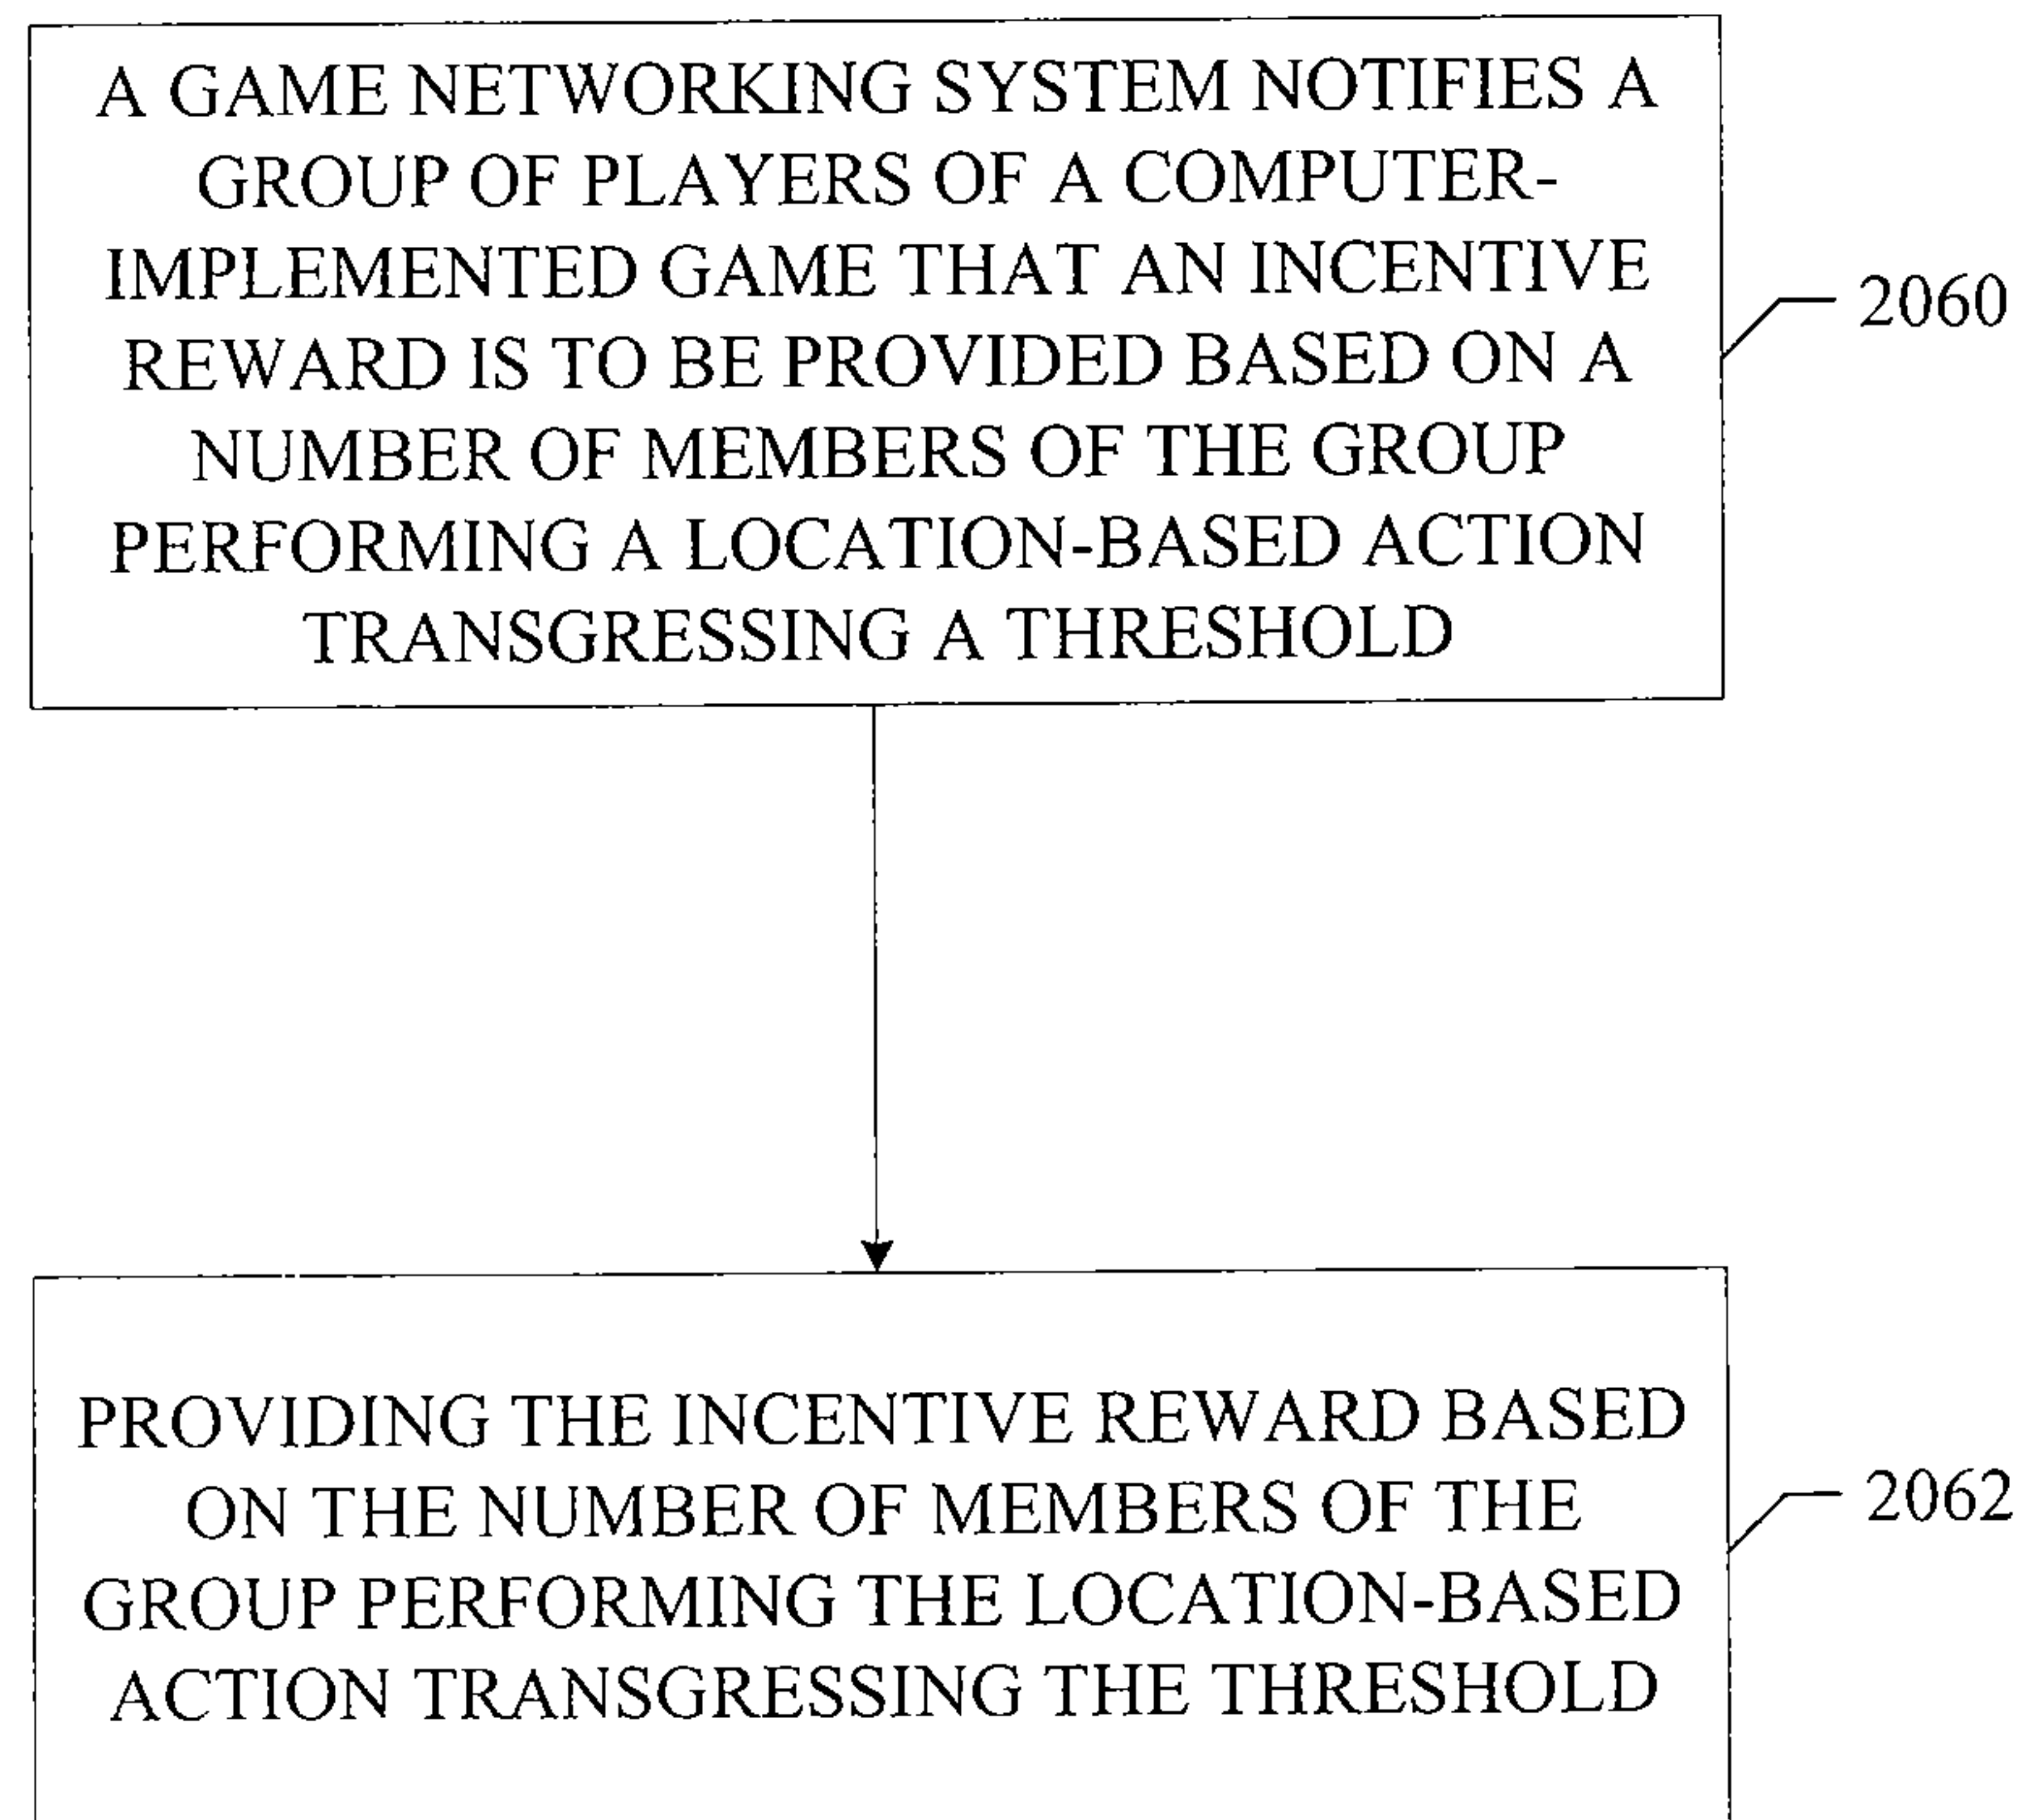 A GAME NETWORKING SYSTEM NOTIFIES A
GROUP OF PLAYERS OF A COMPUTER-
IMPLEMENTED GAME THAT AN INCENTIVE
REWARD IS TO BE PROVIDED BASED ON A
NUMBER OF MEMBERS OF THE GROUP
PERFORMING A LOCATION-BASED ACTION
TRANSGRESSING A THRESHOLD
2060
PROVIDING THE INCENTIVE REWARD BASED
ON THE NUMBER OF MEMBERS OF THE
GROUP PERFORMING THE LOCATION-BASED
ACTION TRANSGRESSING THE THRESHOLD
2062